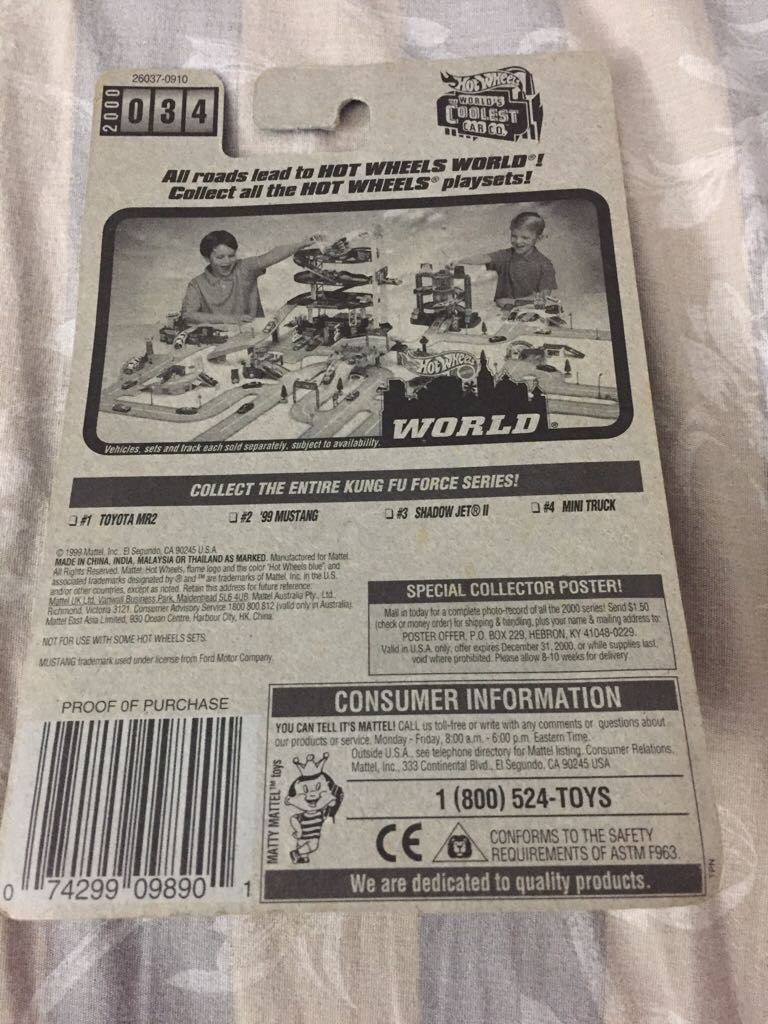 26037-0910
2000
034
HOT WHEELS
WORLD'S
COOLEST
CAR CO.
All roads lead to HOT WHEELS WORLD®!
Collect all the HOT WHEELS® playsets!
HOT WHEELS
WORLD®
Vehicles, sets and track each sold separately, subject to availability.
COLLECT THE ENTIRE KUNG FU FORCE SERIES!
❏ #1 TOYOTA MR2 ❏ #2 '99 MUSTANG ❏ #3 SHADOW JET® II ❏ #4 MINI TRUCK
© 1999 Mattel, Inc., El Segundo, CA 90245 U.S.A.
MADE IN CHINA, INDIA, MALAYSIA OR THAILAND AS MARKED. Manufactured for Mattel.
All Rights Reserved. Mattel, Hot Wheels, flame logo and the color "Hot Wheels blue", and
associated trademarks designated by ® and ™ are trademarks of Mattel, Inc. in the U.S.
and/or other countries, except as noted. Retain this address for future reference:
Mattel UK Ltd, Vanwall Business Park, Maidenhead SL6 4UB. Mattel Australia Pty., Ltd.,
Richmond, Victoria 3121. Consumer Advisory Service 1800 800 812 (valid only in Australia).
Mattel East Asia Limited, 930 Ocean Centre, Harbour City, HK, China.
NOT FOR USE WITH SOME HOT WHEELS SETS.
MUSTANG trademark used under license from Ford Motor Company.
SPECIAL COLLECTOR POSTER!
Mail in today for a complete photo-record of all the 2000 series! Send $1.50
(check or money order) for shipping & handling, plus your name & mailing address to:
POSTER OFFER, P.O. BOX 229, HEBRON, KY 41048-0229.
Valid in U.S.A. only, offer expires December 31, 2000, or while supplies last,
void where prohibited. Please allow 8-10 weeks for delivery.
PROOF OF PURCHASE
0 74299 09890 1
CONSUMER INFORMATION
YOU CAN TELL IT'S MATTEL! CALL us toll-free or write with any comments or questions about
our products or service. Monday - Friday, 8:00 a.m. - 6:00 p.m. Eastern Time.
Outside U.S.A., see telephone directory for Mattel listing. Consumer Relations,
Mattel, Inc., 333 Continental Blvd., El Segundo, CA 90245 USA
MATTY MATTEL™ toys
1 (800) 524-TOYS
CE
CONFORMS TO THE SAFETY
REQUIREMENTS OF ASTM F963.
We are dedicated to quality products.
TPN